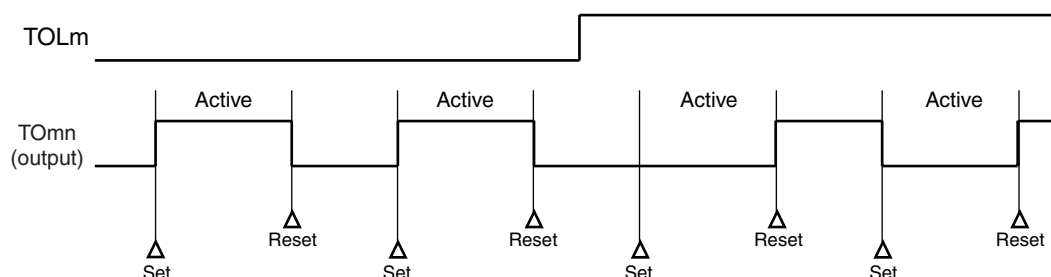 TOLm
Active Active Active Active
TOmn
(output)
Reset Reset Reset Reset
Set Set Set Set